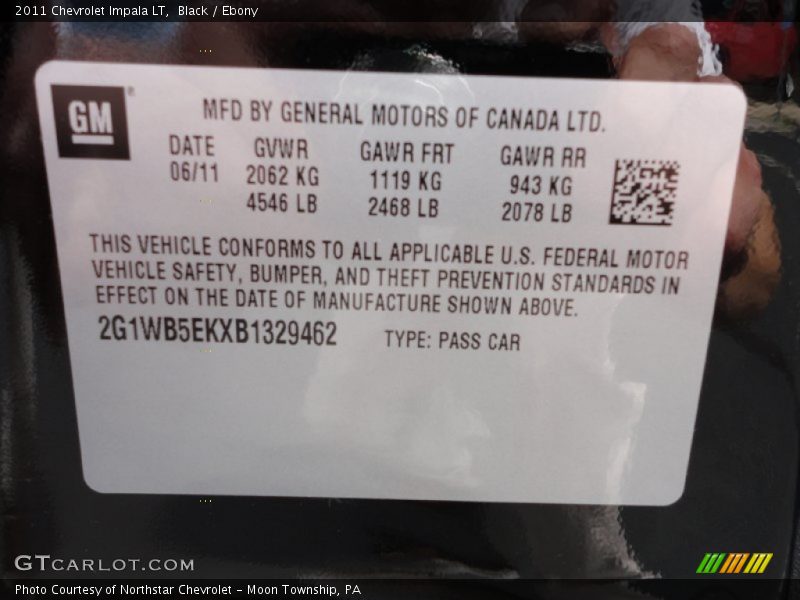 2011 Chevrolet Impala LT,  Black / Ebony
GM®
MFD BY GENERAL MOTORS OF CANADA LTD.
DATE GVWR GAWR FRT GAWR RR
06/11 2062 KG 1119 KG 943 KG
4546 LB 2468 LB 2078 LB
THIS VEHICLE CONFORMS TO ALL APPLICABLE U.S. FEDERAL MOTOR
VEHICLE SAFETY, BUMPER, AND THEFT PREVENTION STANDARDS IN
EFFECT ON THE DATE OF MANUFACTURE SHOWN ABOVE.
2G1WB5EKXB1329462 TYPE: PASS CAR
GTCARLOT.COM
Photo Courtesy of Northstar Chevrolet - Moon Township, PA